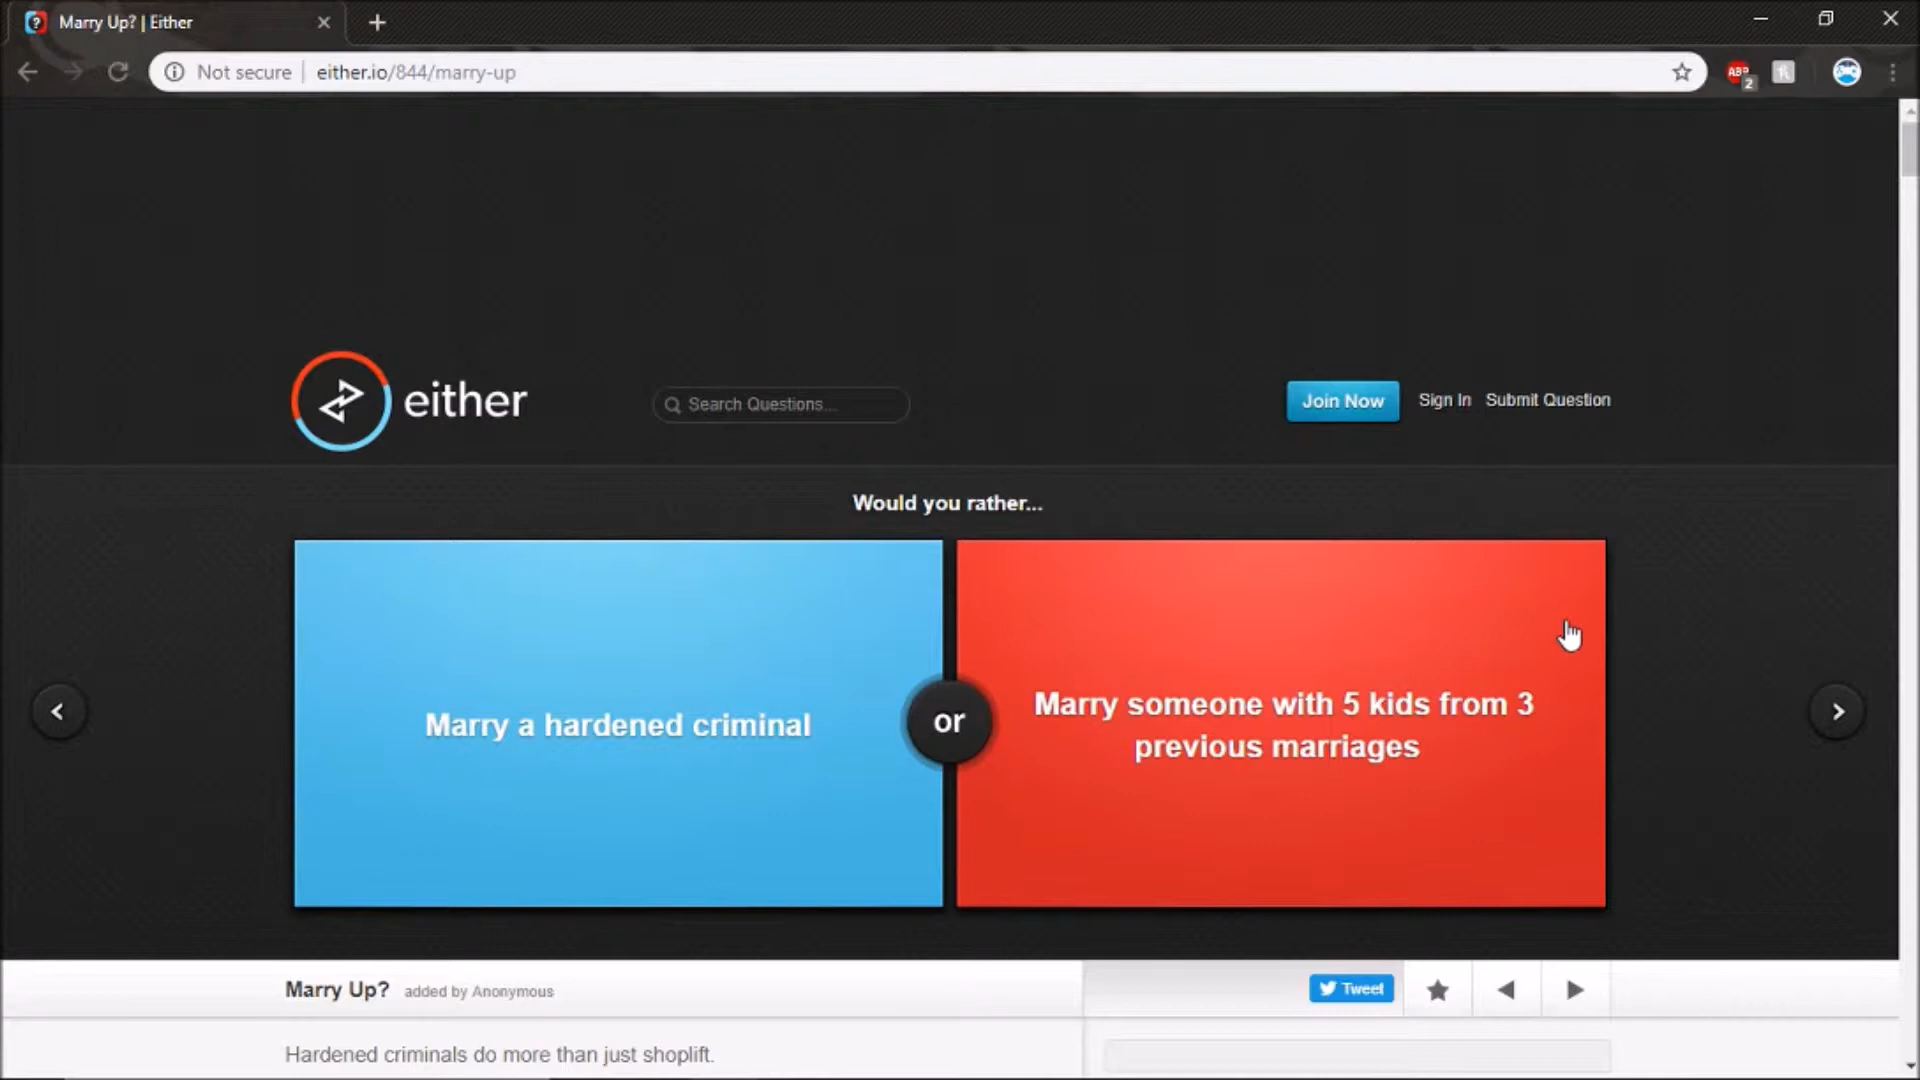 Marry Up? | Either
Not secure
either.io/844/marry-up
ABP
2
either
Search Questions...
Join Now
Sign In
Submit Question
Would you rather...
Marry a hardened criminal
or
Marry someone with 5 kids from 3
previous marriages
Marry Up?
added by Anonymous
Tweet
Hardened criminals do more than just shoplift.